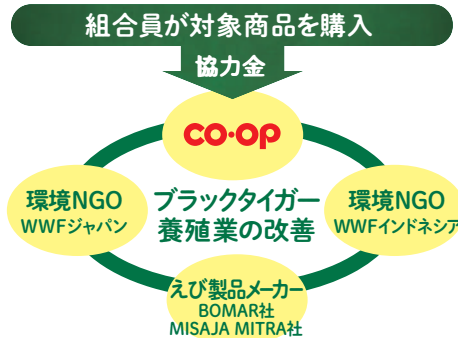 組合員が対象商品を購入
協力金
CO・OP
環境NGO
WWFジャパン
ブラックタイガー
養殖業の改善
環境NGO
WWFインドネシア
えび製品メーカー
BOMAR社
MISAJA MITRA社